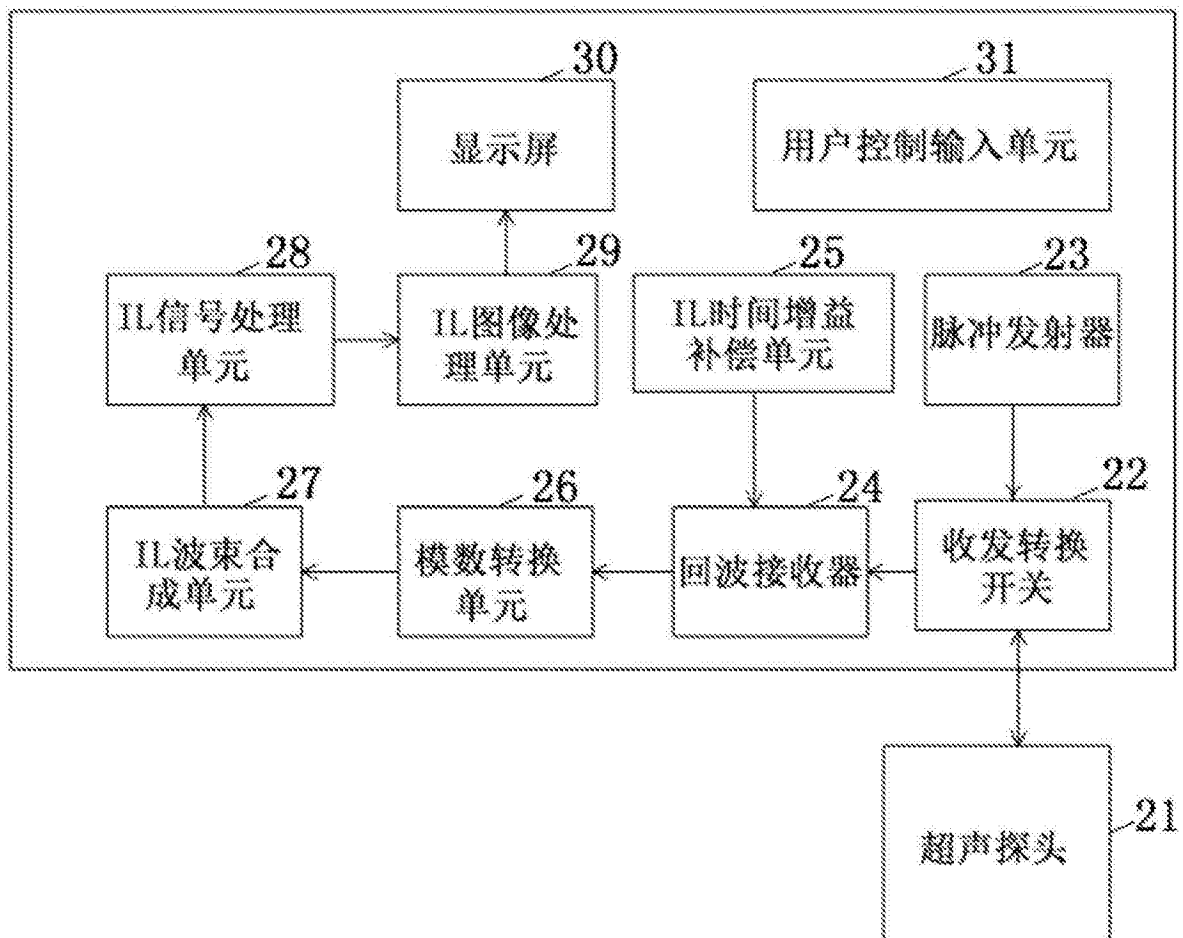 30
显示屏
31
用户控制输入单元
28
IL信号处理
单元
29
IL图像处
理单元
25
IL时间增益
补偿单元
23
脉冲发射器
27
IL波束合
成单元
26
模数转换
单元
24
回波接收器
22
收发转换
开关
21
超声探头